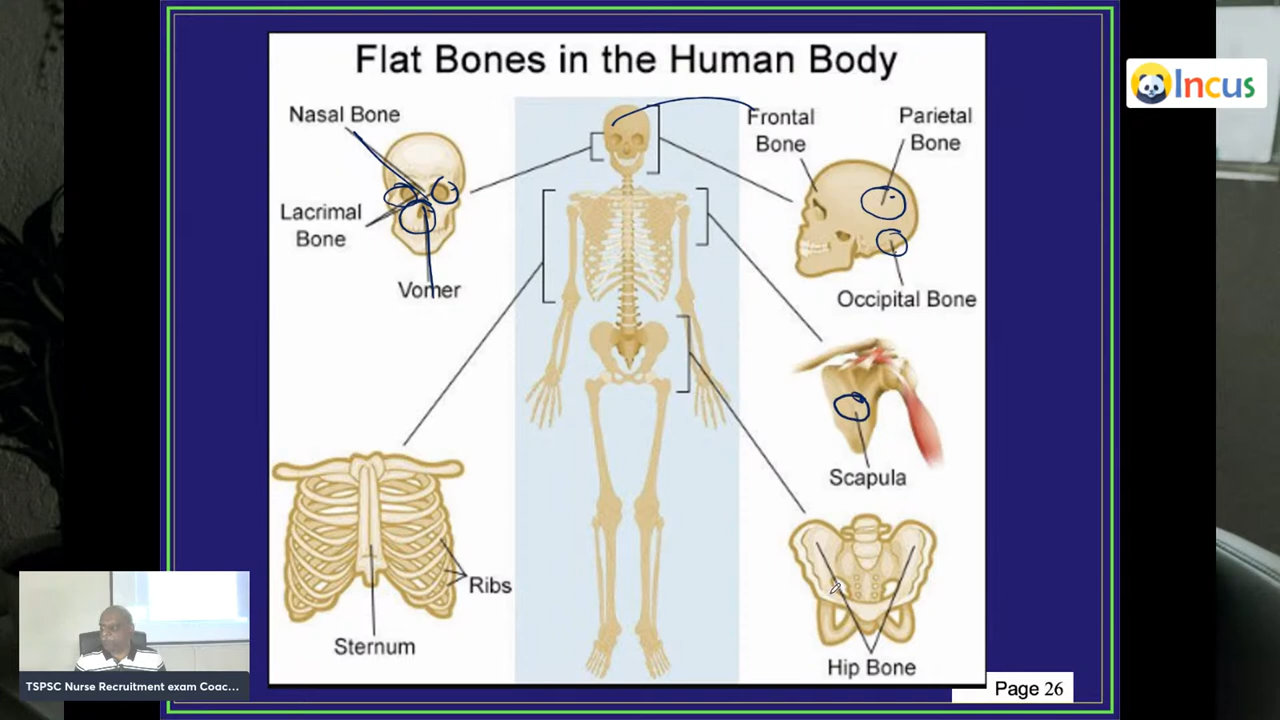 Flat Bones in the Human Body
Incus
Nasal Bone
Frontal
Bone
Parietal
Bone
Lacrimal
Bone
Vomer
Occipital Bone
Scapula
Ribs
Sternum
Hip Bone
TSPSC Nurse Recruitment exam Coac...
Page 26